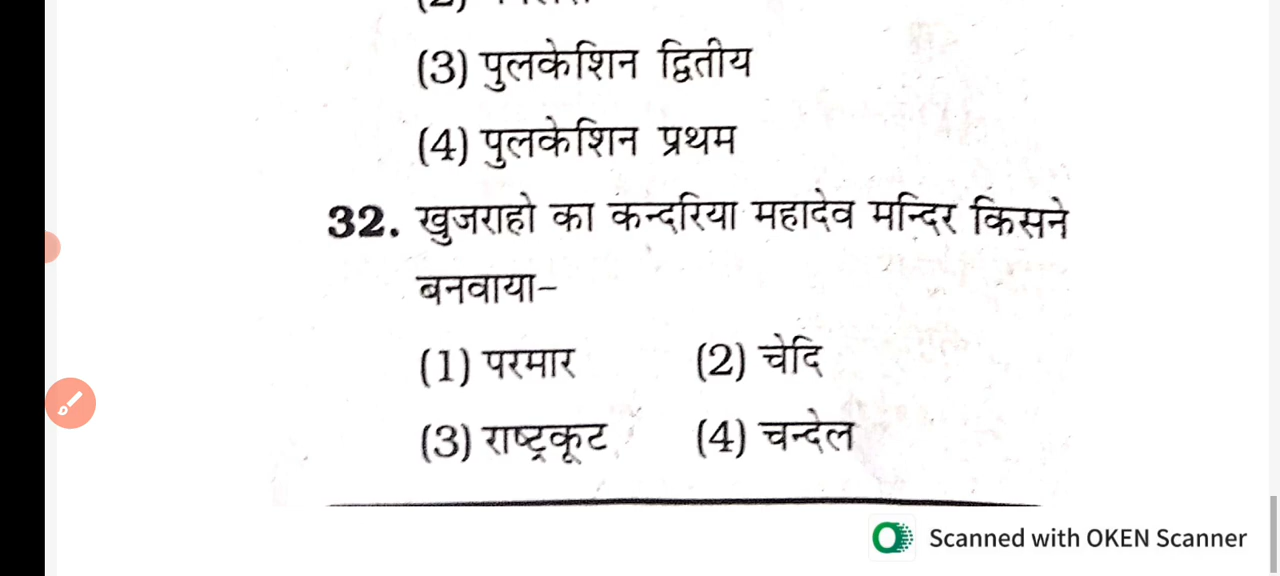 (3) पुलकेशिन द्वितीय
(4) पुलकेशिन प्रथम
32. खुजराहो का कन्दरिया महादेव मन्दिर किसने
बनवाया–
(1) परमार (2) चेदि
(3) राष्ट्रकूट (4) चन्देल
Scanned with OKEN Scanner